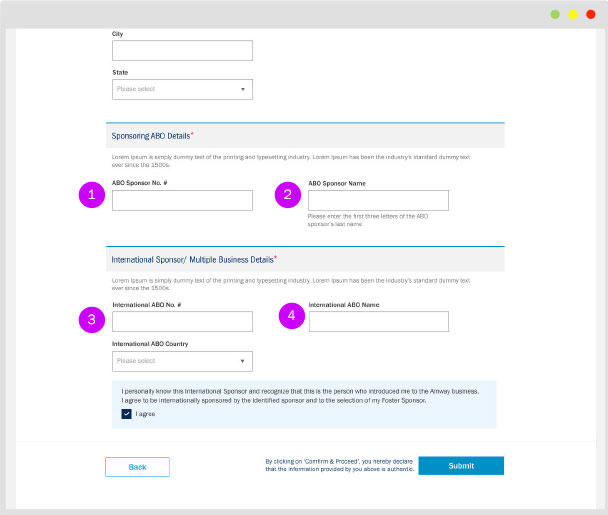 City
State
Please select
Sponsoring ABO Details*
Lorem Ipsum is simply dummy text of the printing and typesetting industry. Lorem Ipsum has been the industry's standard dummy text
ever since the 1500s.
1
ABO Sponsor No. #
2
ABO Sponsor Name
Please enter the first three letters of the ABO
sponsor's last name
International Sponsor/ Multiple Business Details*
Lorem Ipsum is simply dummy text of the printing and typesetting industry. Lorem Ipsum has been the industry's standard dummy text
ever since the 1500s.
3
International ABO No. #
4
International ABO Name
International ABO Country
Please select
I personally know this International Sponsor and recognize that this is the person who introduced me to the Amway business.
I agree to be internationally sponsored by the identified sponsor and to the selection of my Foster Sponsor.
I agree
Back
By clicking on 'Comfirm & Proceed', you hereby declare
that the information provided by you above is authentic.
Submit